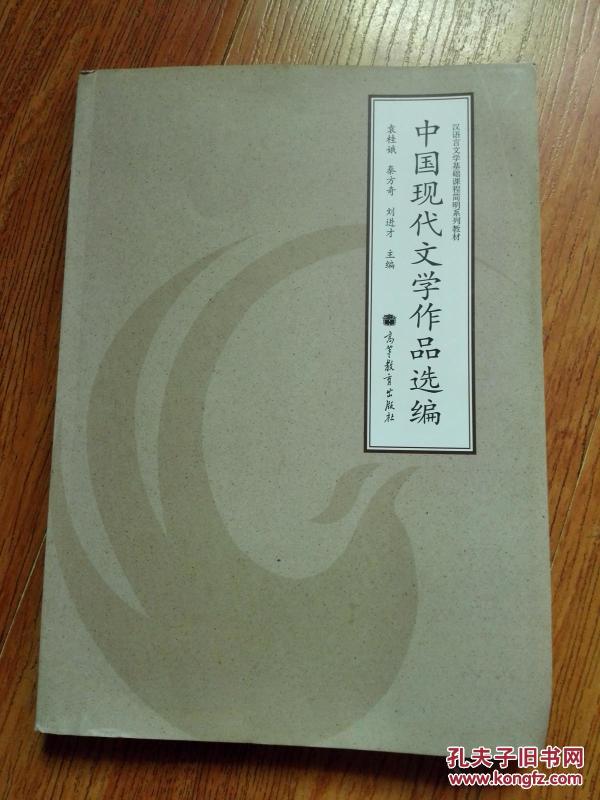 汉语言文学基础课程简明系列教材
中国现代文学作品选编
袁桂娥 秦方奇 刘进才 主编
高等教育出版社
孔夫子旧书网
www.kongfz.com